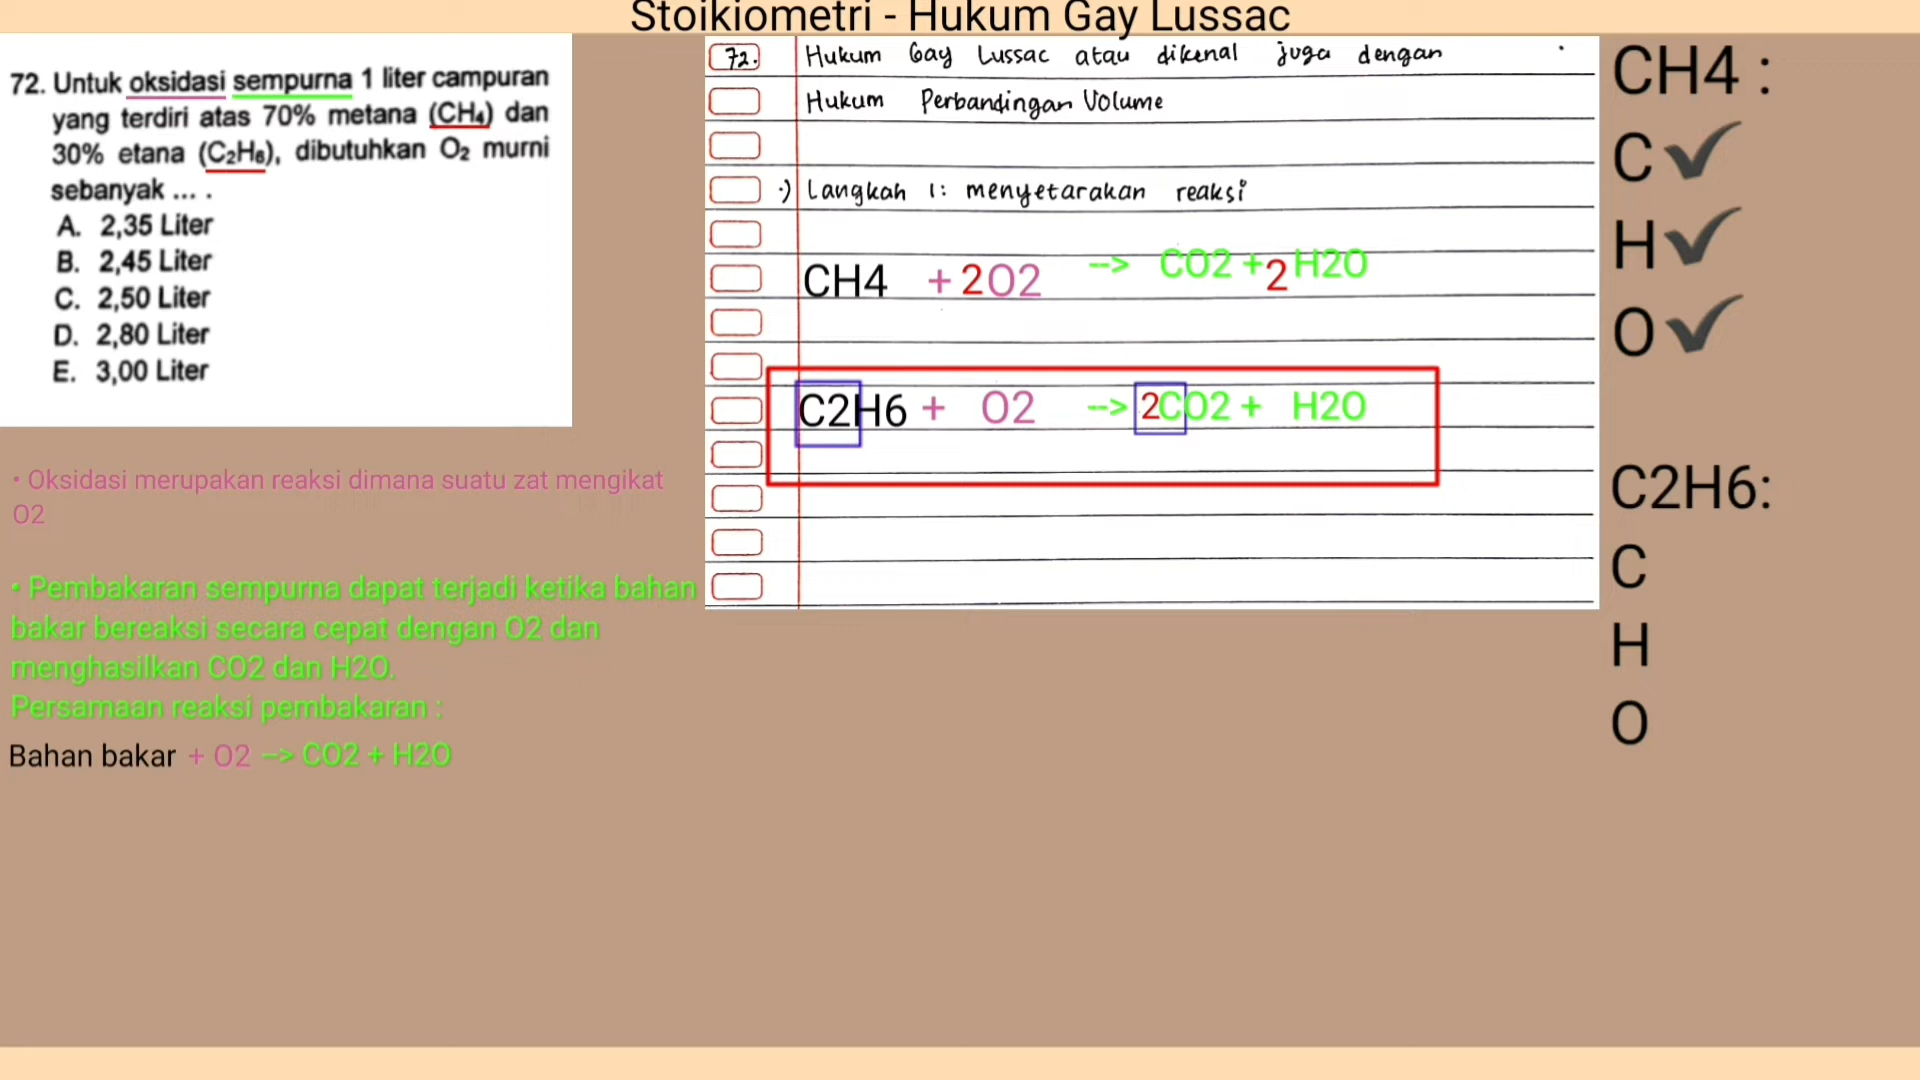 Stoikiometri - Hukum Gay Lussac
72. Untuk oksidasi sempurna 1 liter campuran
yang terdiri atas 70% metana (CH₄) dan
30% etana (C₂H₆), dibutuhkan O₂ murni
sebanyak ... .
A. 2,35 Liter
B. 2,45 Liter
C. 2,50 Liter
D. 2,80 Liter
E. 3,00 Liter
• Oksidasi merupakan reaksi dimana suatu zat mengikat
O2
• Pembakaran sempurna dapat terjadi ketika bahan
bakar bereaksi secara cepat dengan O2 dan
menghasilkan CO2 dan H2O.
Persamaan reaksi pembakaran :
Bahan bakar + O2 --> CO2 + H2O
72. Hukum Gay Lussac atau dikenal juga dengan
Hukum Perbandingan Volume
·) Langkah 1: menyetarakan reaksi
CH4 + 2O2 --> CO2 + 2 H2O
C2H6 + O2 --> 2CO2 + H2O
CH4 :
C ✔
H ✔
O ✔
C2H6:
C
H
O